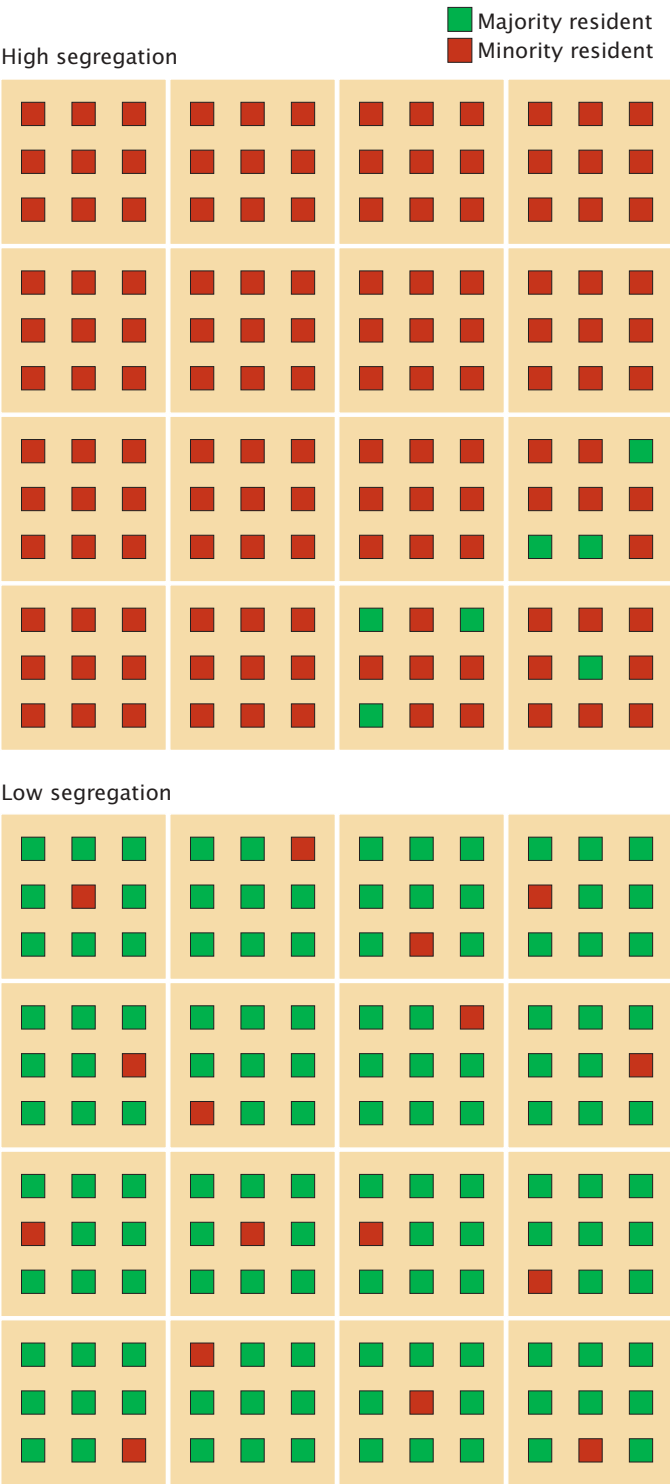 Majority resident
Minority resident
High segregation
Low segregation